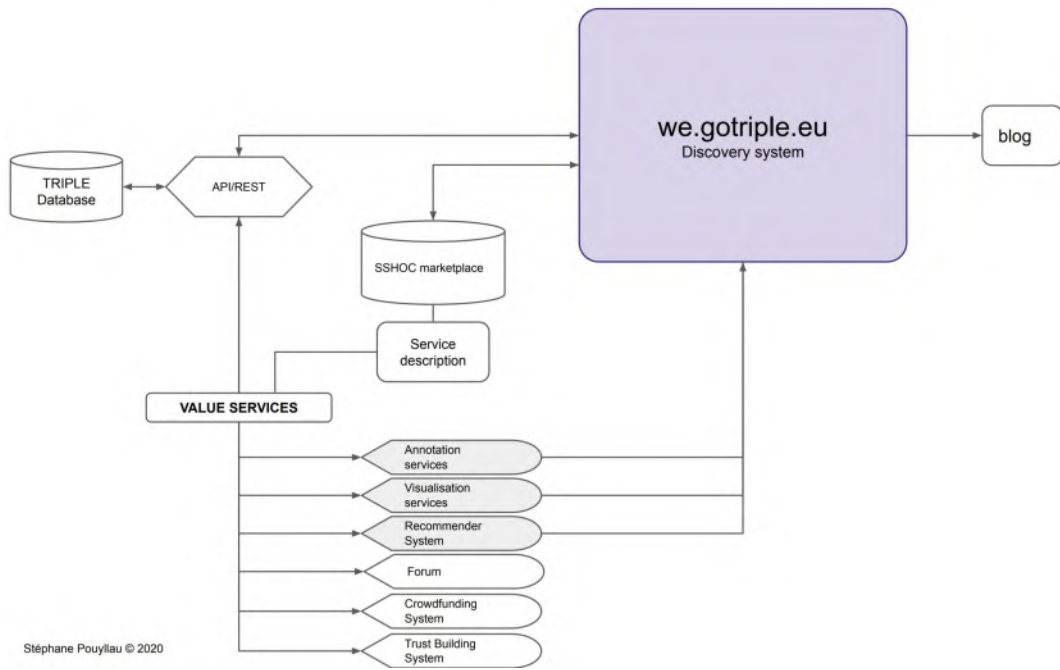 we.gotriple.eu
Discovery system
blog
TRIPLE
Database
API/REST
SSHOC marketplace
Service
description
VALUE SERVICES
Annotation
services
Visualisation
services
Recommender
System
Forum
Crowdfunding
System
Trust Building
System
Stéphane Pouyllau © 2020